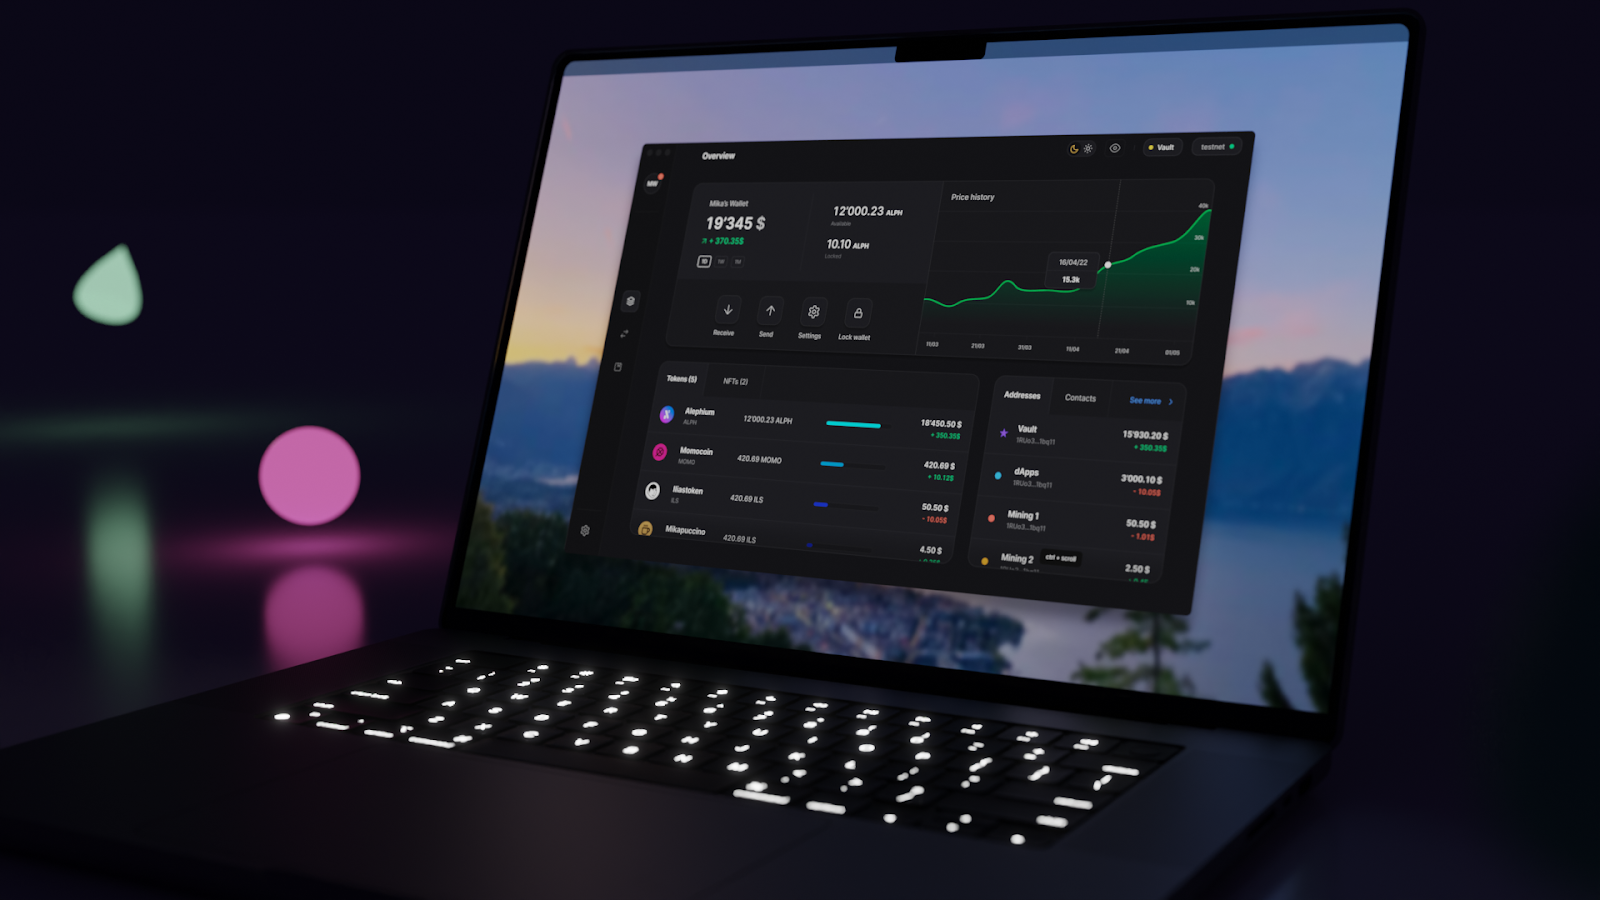 Overview
Vault
testnet
MW
Mika's Wallet
19'345 $
+ 370.35$
1D 1W 1M
12'000.23 ALPH
Available
10.10 ALPH
Locked
Receive
Send
Settings
Lock wallet
Price history
40k
30k
20k
10k
16/04/22
15.3k
11/03
21/03
31/03
11/04
21/04
01/05
Tokens (5)
NFTs (2)
Alephium
ALPH
12'000.23 ALPH
18'450.50 $
+ 350.35$
Momocoin
MOMO
420.69 MOMO
420.69 $
+ 10.12$
Iliastoken
ILS
420.69 ILS
50.50 $
- 10.05$
Mikapuccino
420.69 ILS
4.50 $
Addresses
Contacts
See more
Vault
1RUo3...1bq11
15'930.20 $
+ 350.35$
dApps
1RUo3...1bq11
3'000.10 $
- 10.05$
Mining 1
1RUo3...1bq11
50.50 $
- 1.01$
Mining 2
ctrl + scroll
2.50 $